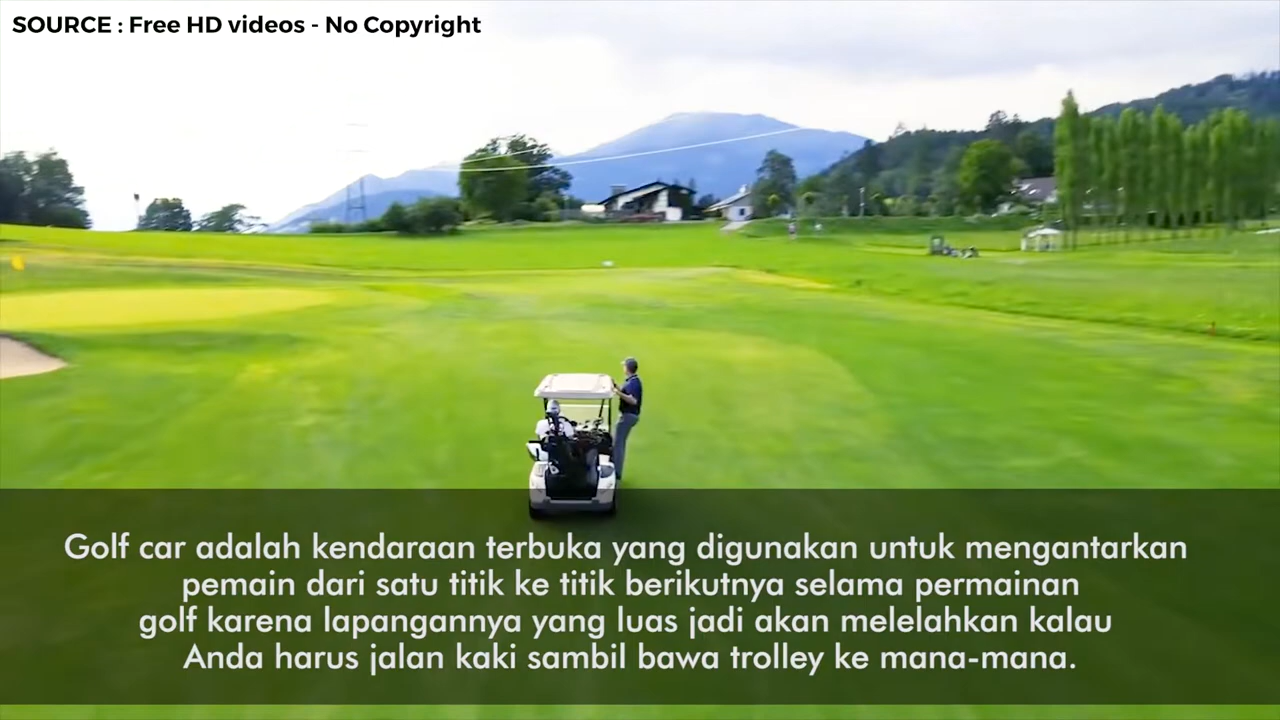 SOURCE : Free HD videos - No Copyright
Golf car adalah kendaraan terbuka yang digunakan untuk mengantarkan
pemain dari satu titik ke titik berikutnya selama permainan
golf karena lapangannya yang luas jadi akan melelahkan kalau
Anda harus jalan kaki sambil bawa trolley ke mana-mana.